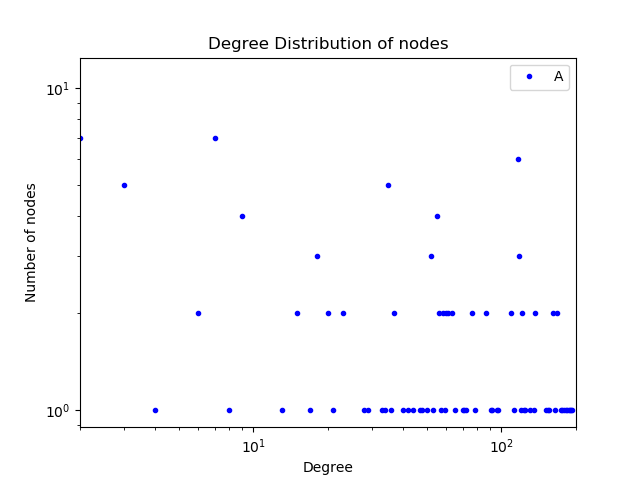 Degree Distribution of nodes
A
10¹
10⁰
Number of nodes
10¹
10²
Degree